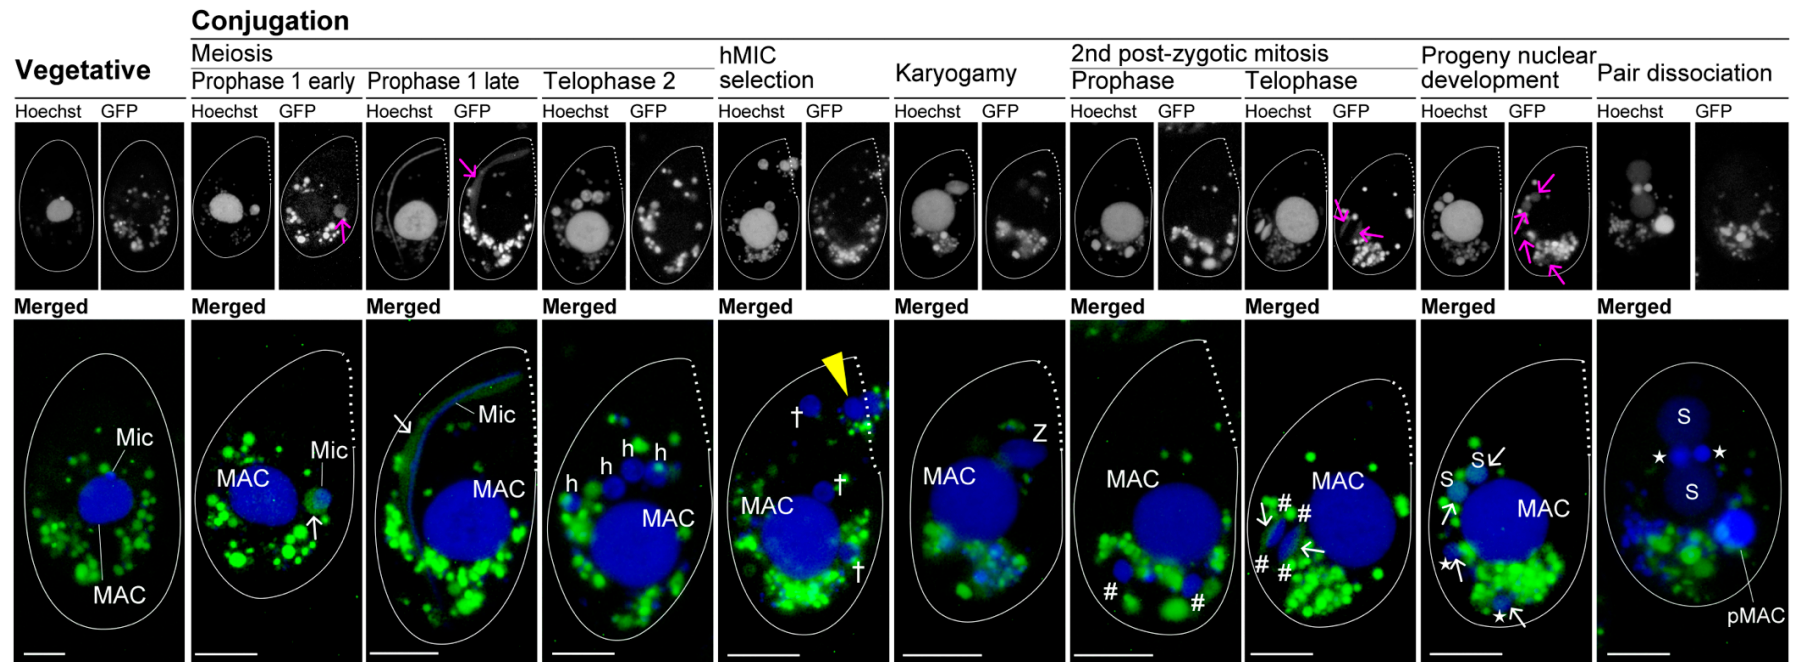 Conjugation
Vegetative
Meiosis
hMIC selection
Karyogamy
2nd post-zygotic mitosis
Progeny nuclear development
Pair dissociation
Prophase 1 early
Prophase 1 late
Telophase 2
Prophase
Telophase
Hoechst GFP Hoechst GFP Hoechst GFP Hoechst GFP Hoechst GFP Hoechst GFP Hoechst GFP Hoechst GFP Hoechst GFP Hoechst GFP
Merged Merged Merged Merged Merged Merged Merged Merged Merged Merged
Mic
MAC
MAC
Mic
Mic
MAC
h h h h
MAC
†
†
MAC
†
Z
MAC
MAC
# #
MAC
# #
# #
S
S
MAC
★
★
S
★ ★
S
pMAC